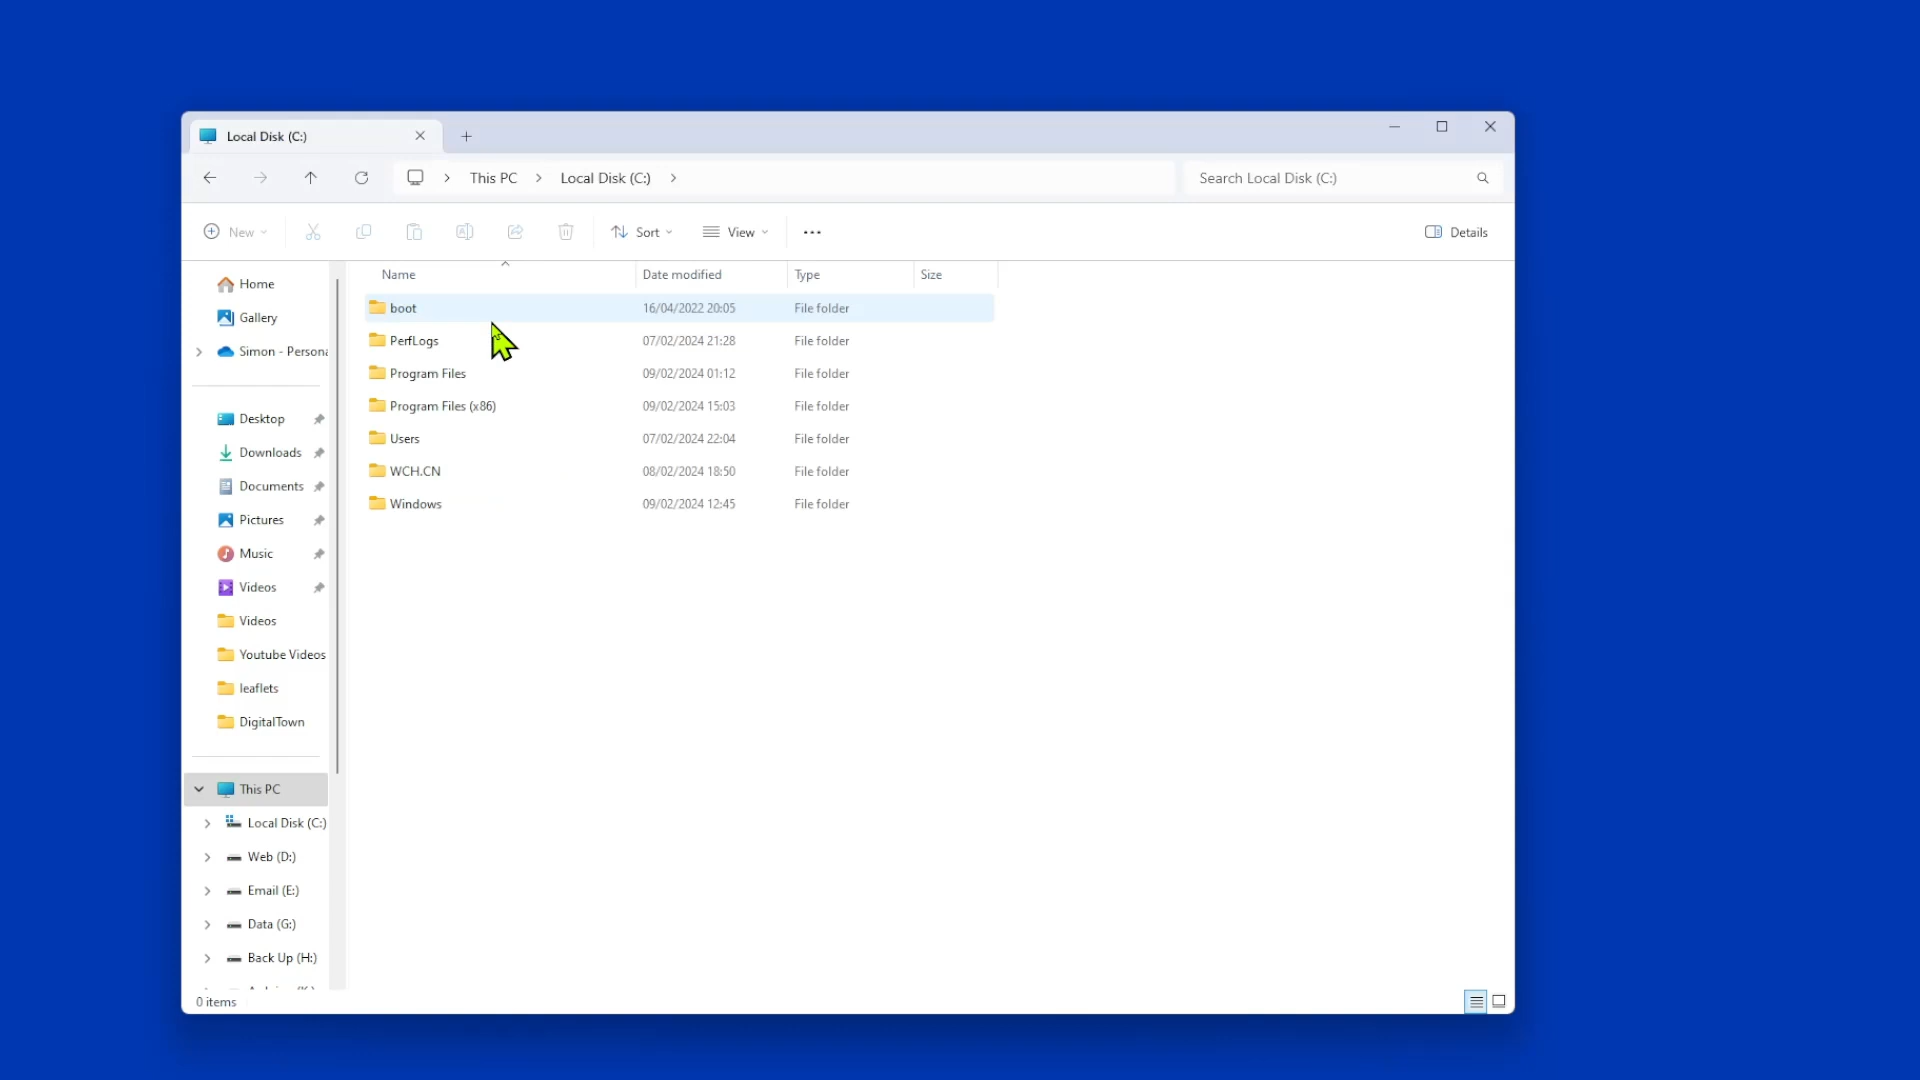 Local Disk (C:)
This PC Local Disk (C:) Search Local Disk (C:)
New Sort View Details
Name Date modified Type Size
boot 16/04/2022 20:05 File folder
PerfLogs 07/02/2024 21:28 File folder
Program Files 09/02/2024 01:12 File folder
Program Files (x86) 09/02/2024 15:03 File folder
Users 07/02/2024 22:04 File folder
WCH.CN 08/02/2024 18:50 File folder
Windows 09/02/2024 12:45 File folder
Home
Gallery
Simon - Persona
Desktop
Downloads
Documents
Pictures
Music
Videos
Videos
Youtube Videos
leaflets
DigitalTown
This PC
Local Disk (C:)
Web (D:)
Email (E:)
Data (G:)
Back Up (H:)
0 items